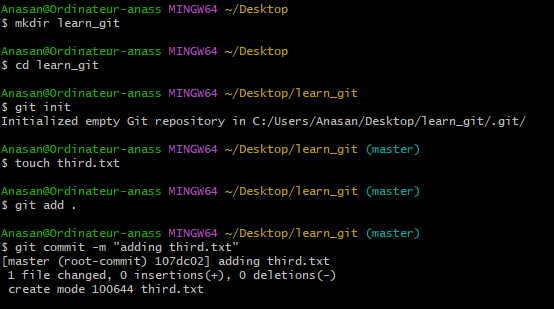 Anasan@Ordinateur-anass MINGW64 ~/Desktop
$ mkdir learn_git
Anasan@Ordinateur-anass MINGW64 ~/Desktop
$ cd learn_git
Anasan@Ordinateur-anass MINGW64 ~/Desktop/learn_git
$ git init
Initialized empty Git repository in C:/Users/Anasan/Desktop/learn_git/.git/
Anasan@Ordinateur-anass MINGW64 ~/Desktop/learn_git (master)
$ touch third.txt
Anasan@Ordinateur-anass MINGW64 ~/Desktop/learn_git (master)
$ git add .
Anasan@Ordinateur-anass MINGW64 ~/Desktop/learn_git (master)
$ git commit -m "adding third.txt"
[master (root-commit) 107dc02] adding third.txt
 1 file changed, 0 insertions(+), 0 deletions(-)
 create mode 100644 third.txt